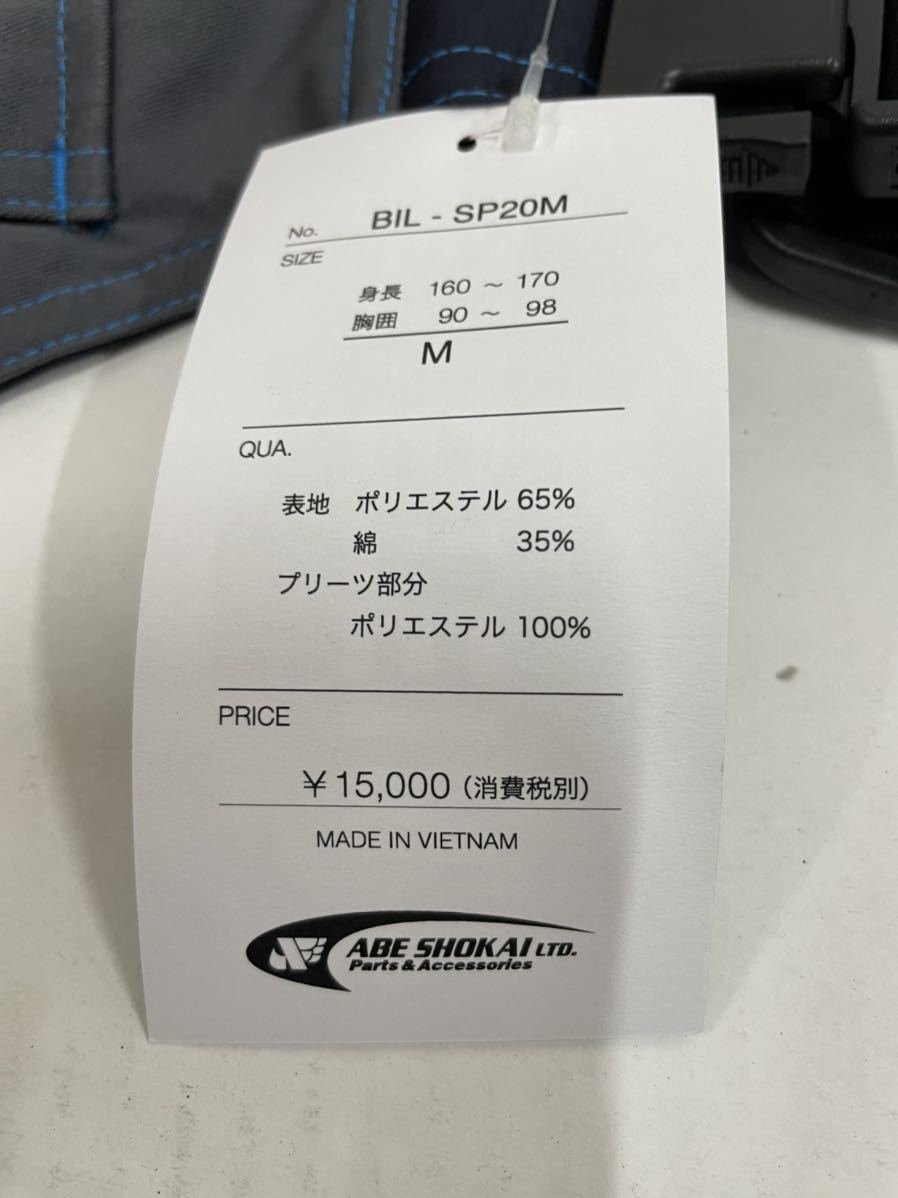 No. BIL - SP20M
SIZE
身長 160 ～ 170
胸囲 90 ～ 98
M
QUA.
表地 ポリエステル 65%
綿 35%
プリーツ部分
ポリエステル 100%
PRICE
￥15,000（消費税別）
MADE IN VIETNAM
ABE SHOKAI LTD.
Parts & Accessories